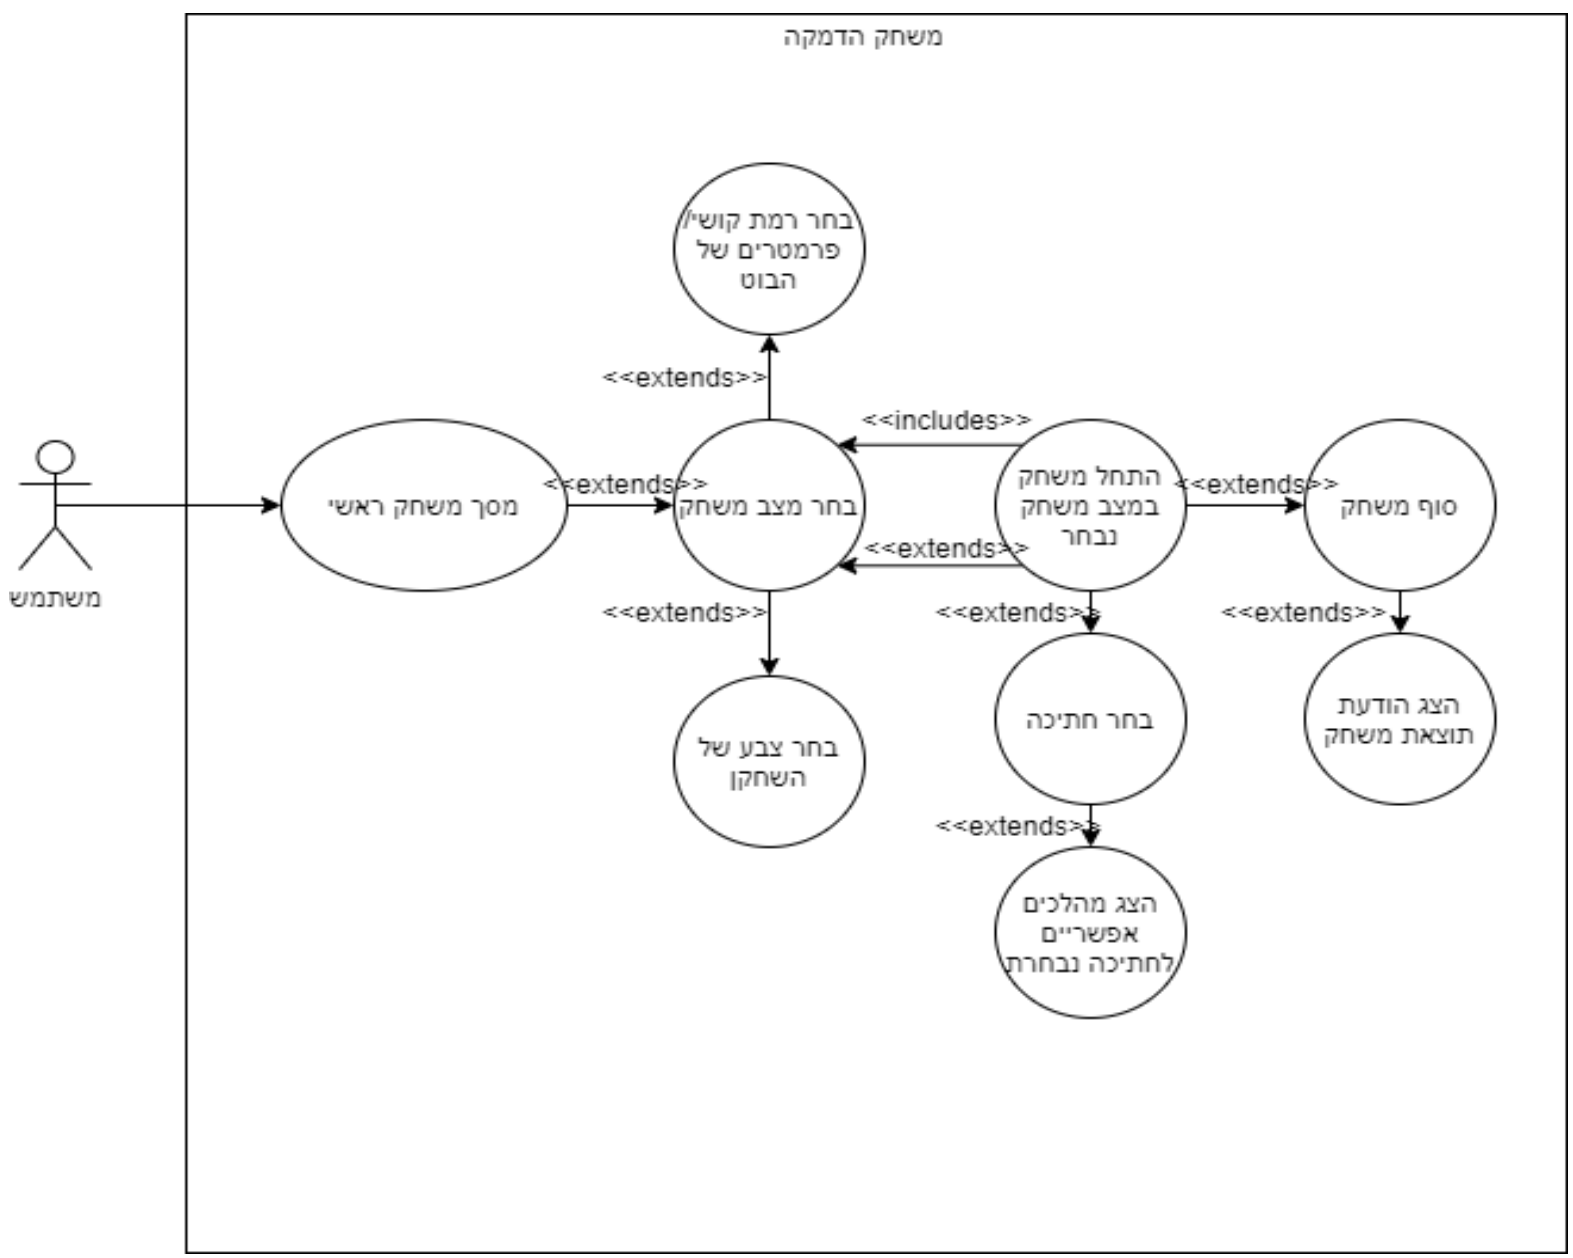 משחק הדמקה
בחר רמת קושי/
פרמטרים של
הבוט
<<extends>>
<<includes>>
מסך משחק ראשי
<<extends>>
בחר מצב משחק
התחל משחק
במצב משחק
נבחר
<<extends>>
סוף משחק
<<extends>>
משתמש
<<extends>>
<<extends>>
<<extends>>
בחר צבע של
השחקן
בחר חתיכה
הצג הודעת
תוצאת משחק
<<extends>>
הצג מהלכים
אפשריים
לחתיכה נבחרת